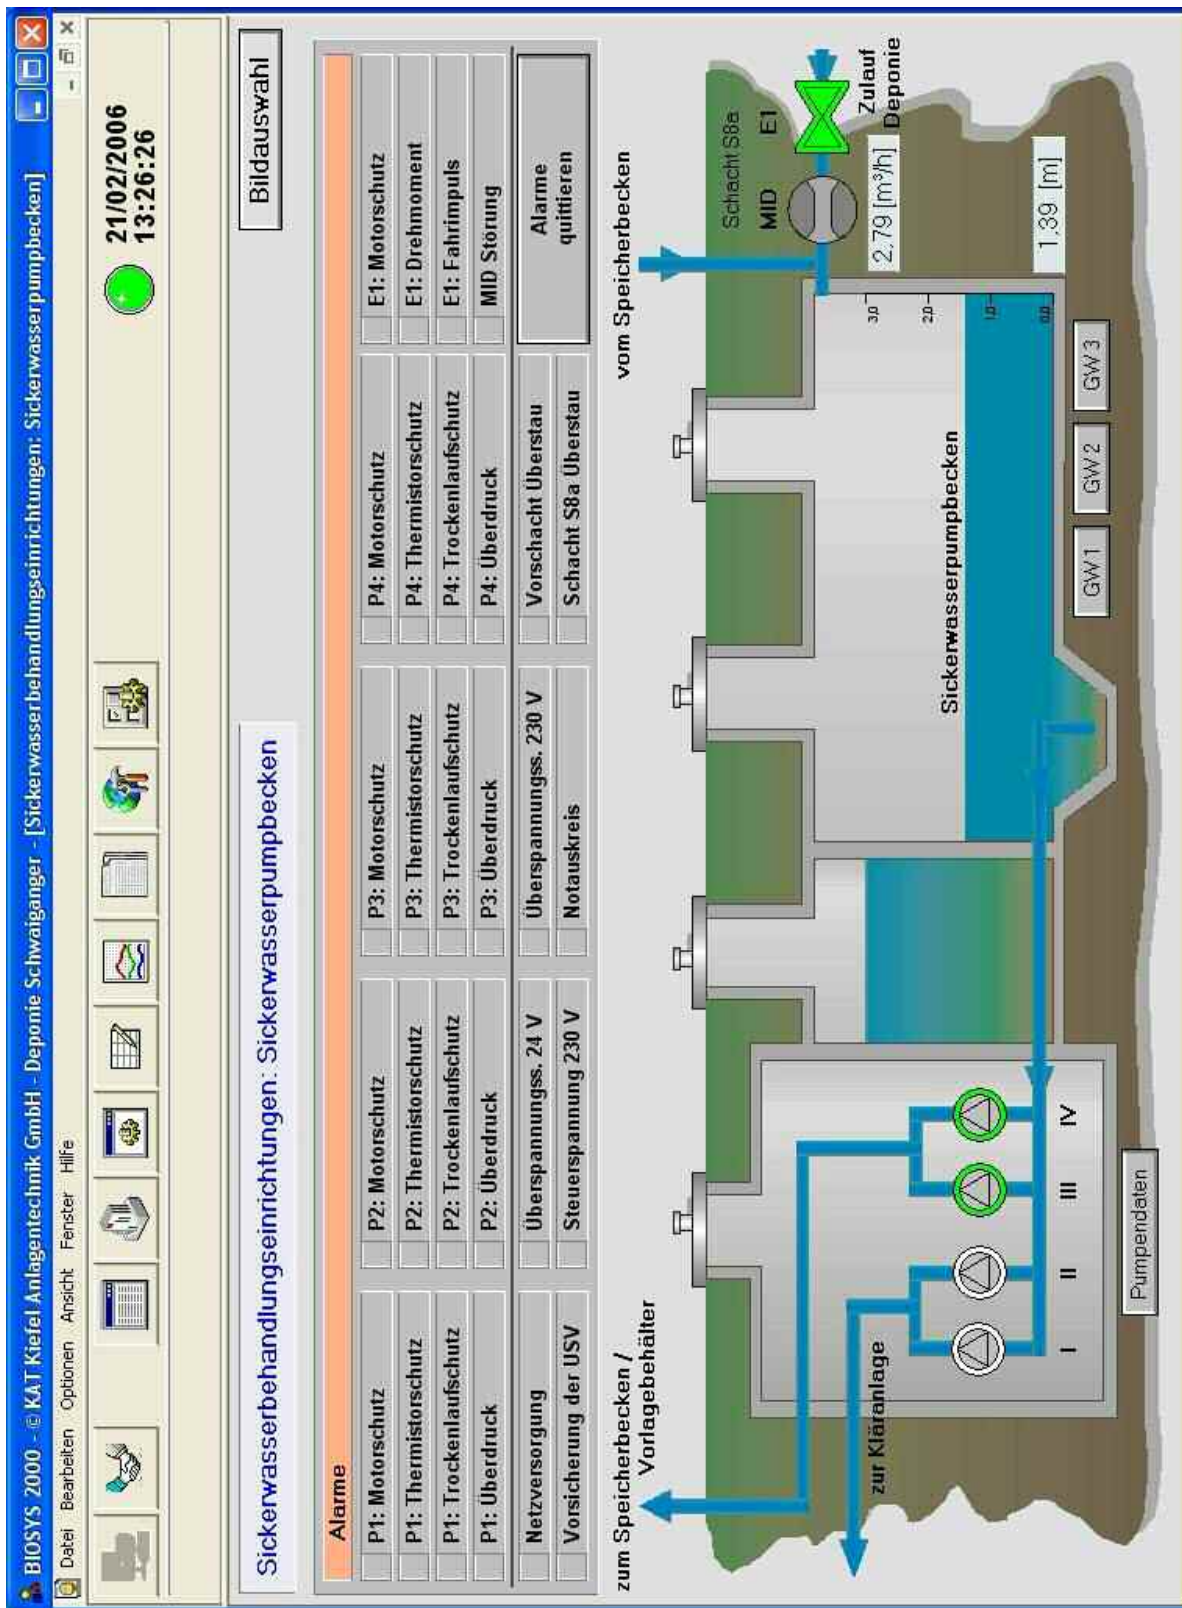 BIOSYS 2000 - © KAT Kiefel Anlagentechnik GmbH - Deponie Schwaiganger - [Sickerwasserbehandlungseinrichtungen: Sickerwasserpumpbecken]
Datei Bearbeiten Optionen Ansicht Fenster Hilfe
21/02/2006
13:26:26
Sickerwasserbehandlungseinrichtungen: Sickerwasserpumpbecken
Bildauswahl
Alarme
P1: Motorschutz
P2: Motorschutz
P3: Motorschutz
P4: Motorschutz
E1: Motorschutz
P1: Thermistorschutz
P2: Thermistorschutz
P3: Thermistorschutz
P4: Thermistorschutz
E1: Drehmoment
P1: Trockenlaufschutz
P2: Trockenlaufschutz
P3: Trockenlaufschutz
P4: Trockenlaufschutz
E1: Fahrimpuls
P1: Überdruck
P2: Überdruck
P3: Überdruck
P4: Überdruck
MID Störung
Netzversorgung
Überspannungss. 24 V
Überspannungss. 230 V
Vorschacht Überstau
Vorsicherung der USV
Steuerspannung 230 V
Notauskreis
Schacht S8a Überstau
Alarme
quittieren
zum Speicherbecken /
Vorlagebehälter
vom Speicherbecken
Schacht S8a
MID
E1
zur Kläranlage
Zulauf
Deponie
2,79 [m³/h]
3,0
2,0
1,0
0,0
Sickerwasserpumpbecken
1,39 [m]
I
II
III
IV
GW 1
GW 2
GW 3
Pumpendaten